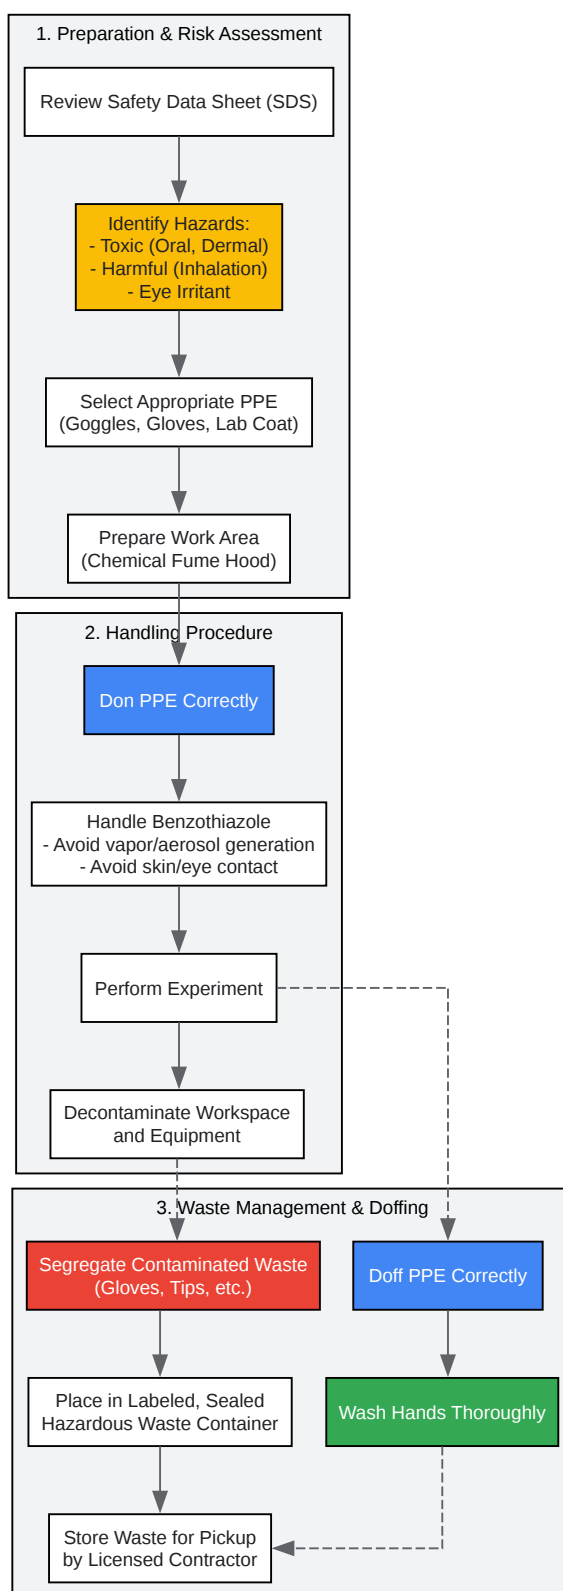 1. Preparation & Risk Assessment
Review Safety Data Sheet (SDS)
Identify Hazards:
- Toxic (Oral, Dermal)
- Harmful (Inhalation)
- Eye Irritant
Select Appropriate PPE
(Goggles, Gloves, Lab Coat)
Prepare Work Area
(Chemical Fume Hood)
2. Handling Procedure
Don PPE Correctly
Handle Benzothiazole
- Avoid vapor/aerosol generation
- Avoid skin/eye contact
Perform Experiment
Decontaminate Workspace
and Equipment
3. Waste Management & Doffing
Segregate Contaminated Waste
(Gloves, Tips, etc.)
Doff PPE Correctly
Place in Labeled, Sealed
Hazardous Waste Container
Wash Hands Thoroughly
Store Waste for Pickup
by Licensed Contractor